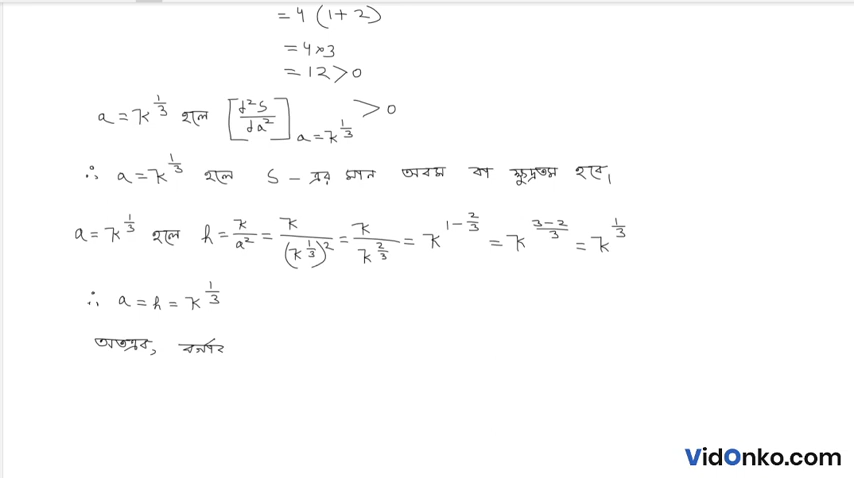 = 4 (1 + 2)
= 4 × 3
= 12 > 0
a = k^{1/3} হলে [d²S/da²]_{a = k^{1/3}} > 0
∴ a = k^{1/3} হলে S – এর মান অবম বা ক্ষুদ্রতম হবে,
a = k^{1/3} হলে h = k/a² = k/(k^{1/3})² = k/k^{2/3} = k^{1-2/3} = k^{(3-2)/3} = k^{1/3}
∴ a = h = k^{1/3}
অতএব,
VidOnko.com